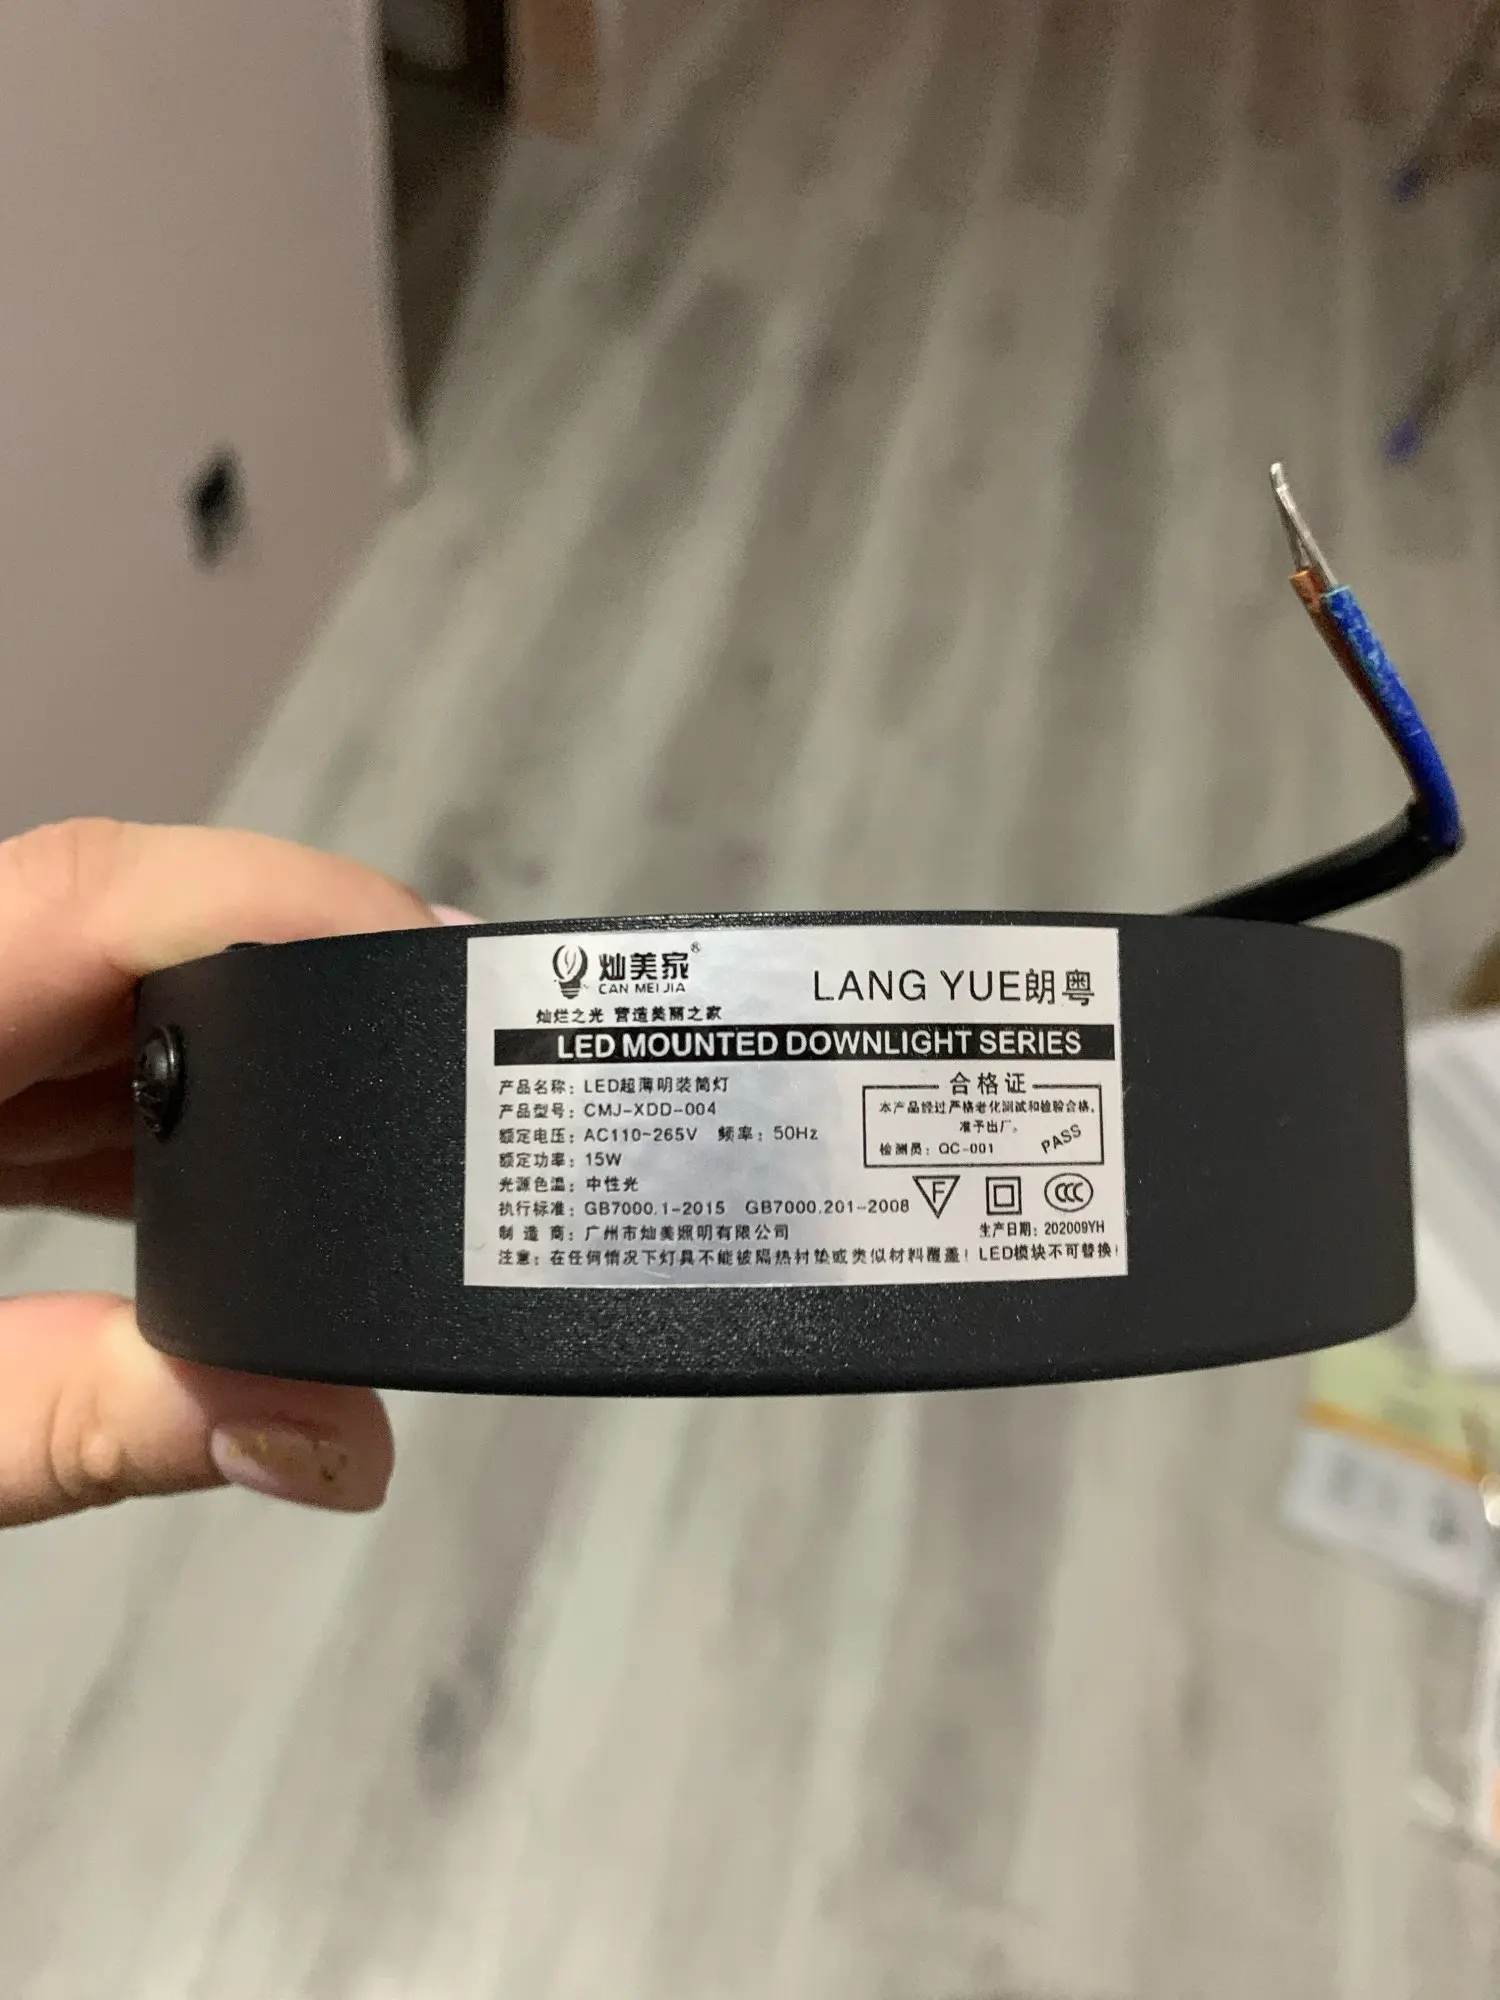 灿美家®
CAN MEI JIA
灿烂之光 营造美丽之家
LANG YUE朗粤
LED MOUNTED DOWNLIGHT SERIES
产品名称：LED超薄明装筒灯
产品型号：CMJ-XDD-004
额定电压：AC110~265V 频率：50Hz
额定功率：15W
光源色温：中性光
执行标准：GB7000.1-2015 GB7000.201-2008
制 造 商：广州市灿美照明有限公司
注意：在任何情况下灯具不能被隔热衬垫或类似材料覆盖！LED模块不可替换！
合格证
本产品经过严格老化测试和检验合格，
准予出厂。
检测员：QC-001
PASS
F
CCC
生产日期：202009YH